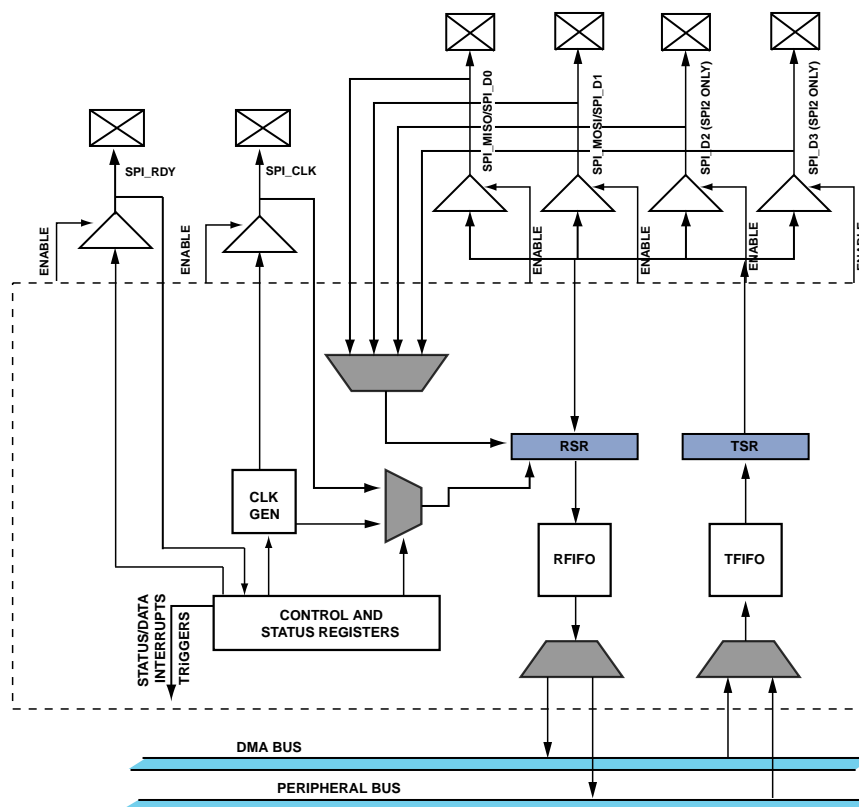 SPI_MISO/SPI_D0
SPI_MOSI/SPI_D1
SPI_D2 (SPI2 ONLY)
SPI_D3 (SPI2 ONLY)
SPI_RDY
SPI_CLK
ENABLE
ENABLE
ENABLE
ENABLE
ENABLE
ENABLE
RSR
TSR
CLK
GEN
RFIFO
TFIFO
CONTROL AND
STATUS REGISTERS
STATUS/DATA
INTERRUPTS
TRiGGERS
DMA BUS
PERIPHERAL BUS